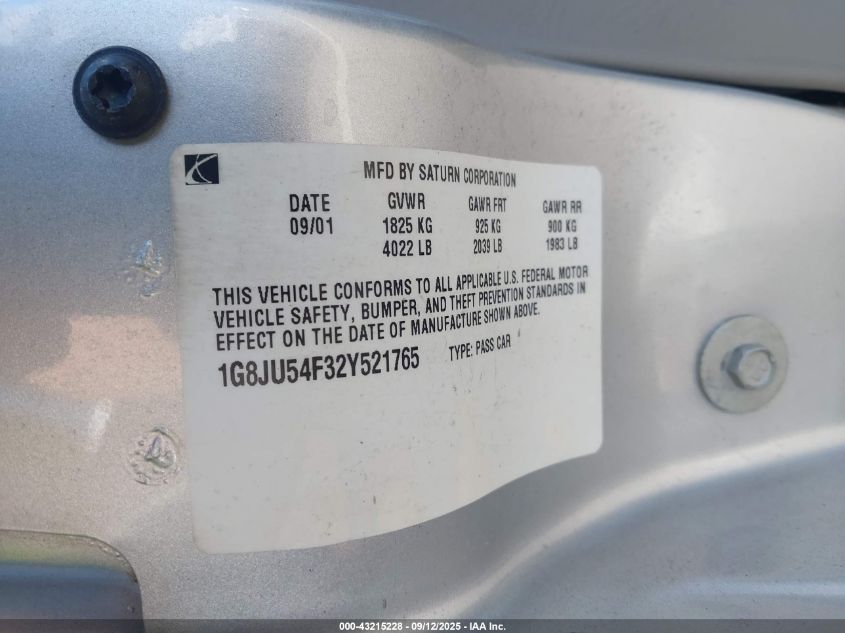 MFD BY SATURN CORPORATION
DATE GVWR GAWR FRT GAWR RR
09/01 1825 KG 925 KG 900 KG
4022 LB 2039 LB 1983 LB
THIS VEHICLE CONFORMS TO ALL APPLICABLE U.S. FEDERAL MOTOR
VEHICLE SAFETY, BUMPER, AND THEFT PREVENTION STANDARDS IN
EFFECT ON THE DATE OF MANUFACTURE SHOWN ABOVE.
1G8JU54F32Y521765 TYPE: PASS CAR
000-43215228 - 09/12/2025 - IAA Inc.